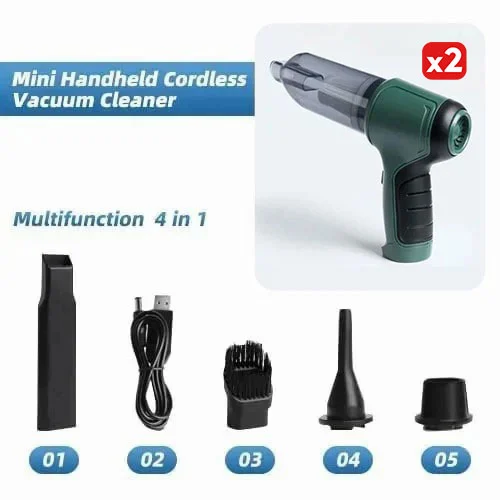 Mini Handheld Cordless
Vacuum Cleaner
x2
Multifunction 4 in 1
01
02
03
04
05